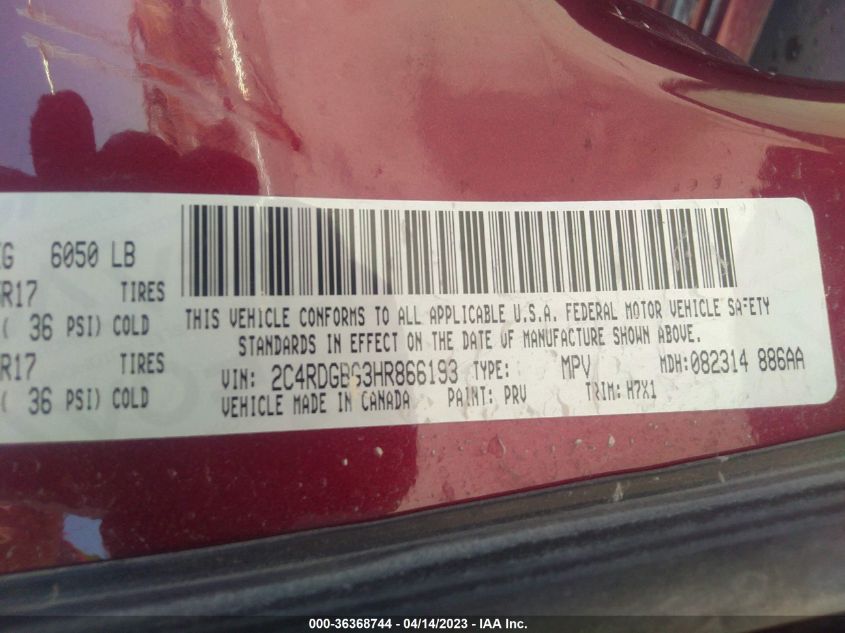 6050 LB
R17 TIRES
( 36 PSI) COLD
R17 TIRES
( 36 PSI) COLD
THIS VEHICLE CONFORMS TO ALL APPLICABLE U.S.A. FEDERAL MOTOR VEHICLE SAFETY
STANDARDS IN EFFECT ON THE DATE OF MANUFACTURE SHOWN ABOVE.
VIN: 2C4RDGBG3HR866193 TYPE: MPV MDH:082314 886AA
VEHICLE MADE IN CANADA PAINT: PRV TRIM: H7X1
000-36368744 - 04/14/2023 - IAA Inc.